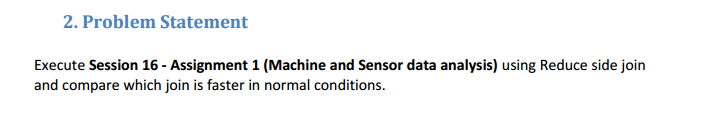 2. Problem Statement
Execute Session 16 - Assignment 1 (Machine and Sensor data analysis) using Reduce side join
and compare which join is faster in normal conditions.